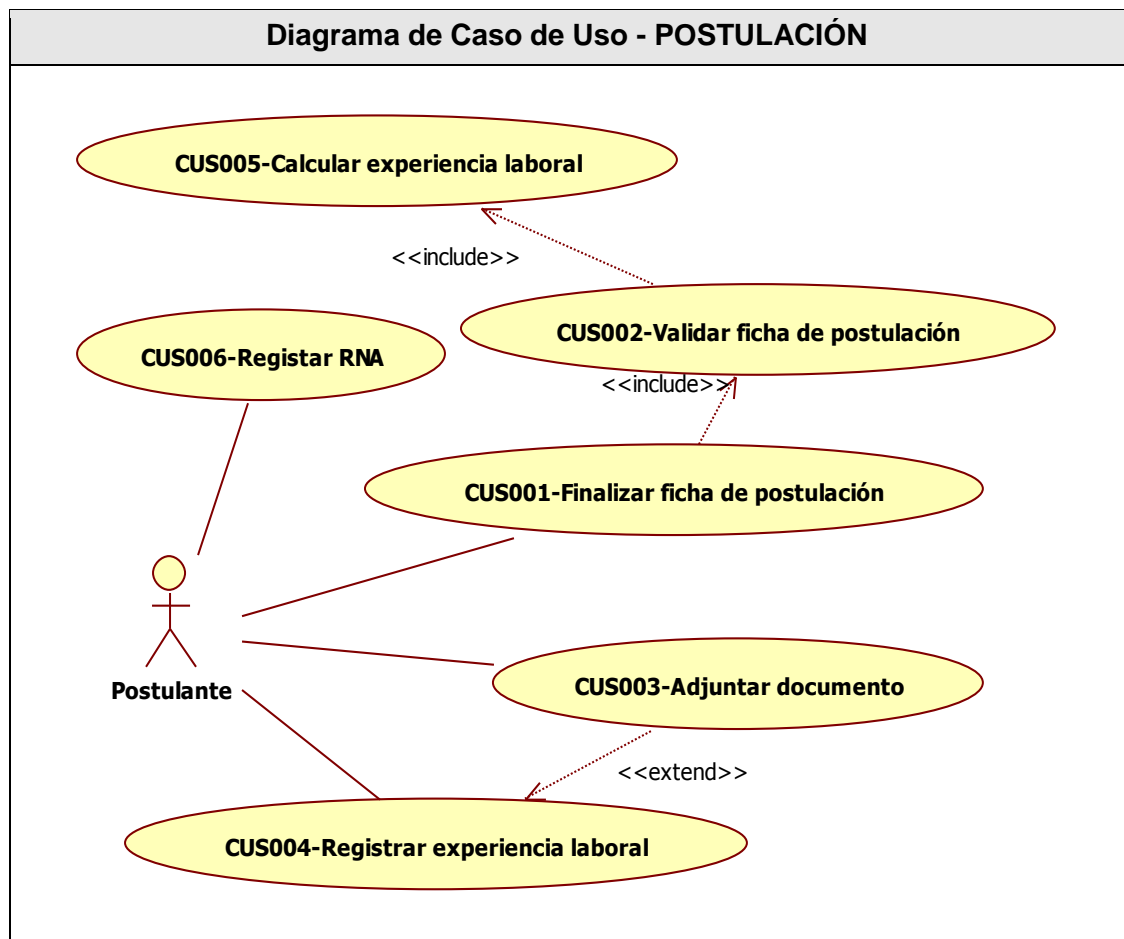 Diagrama de Caso de Uso - POSTULACIÓN
CUS005-Calcular experiencia laboral
<<include>>
CUS002-Validar ficha de postulación
CUS006-Registar RNA
<<include>>
CUS001-Finalizar ficha de postulación
CUS003-Adjuntar documento
Postulante
<<extend>>
CUS004-Registrar experiencia laboral